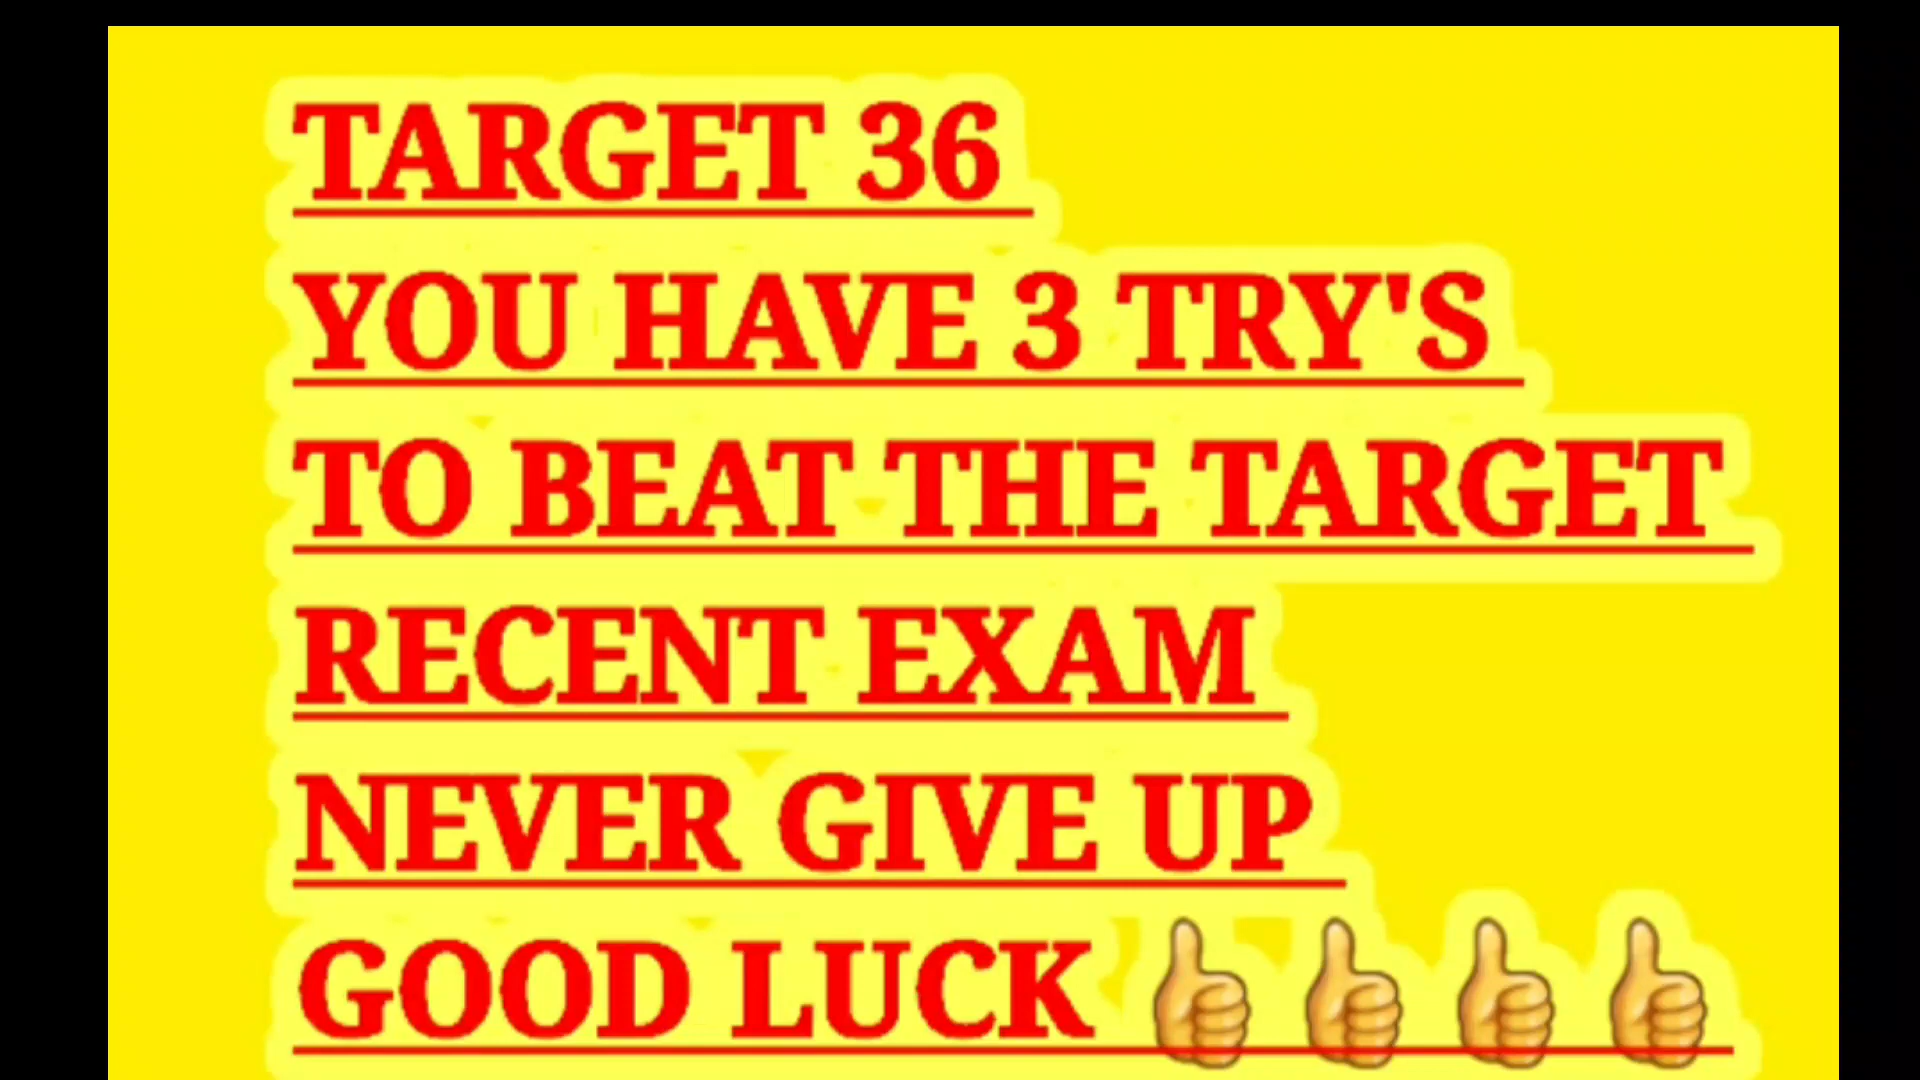 TARGET 36
YOU HAVE 3 TRY'S
TO BEAT THE TARGET
RECENT EXAM
NEVER GIVE UP
GOOD LUCK 👍 👍 👍 👍